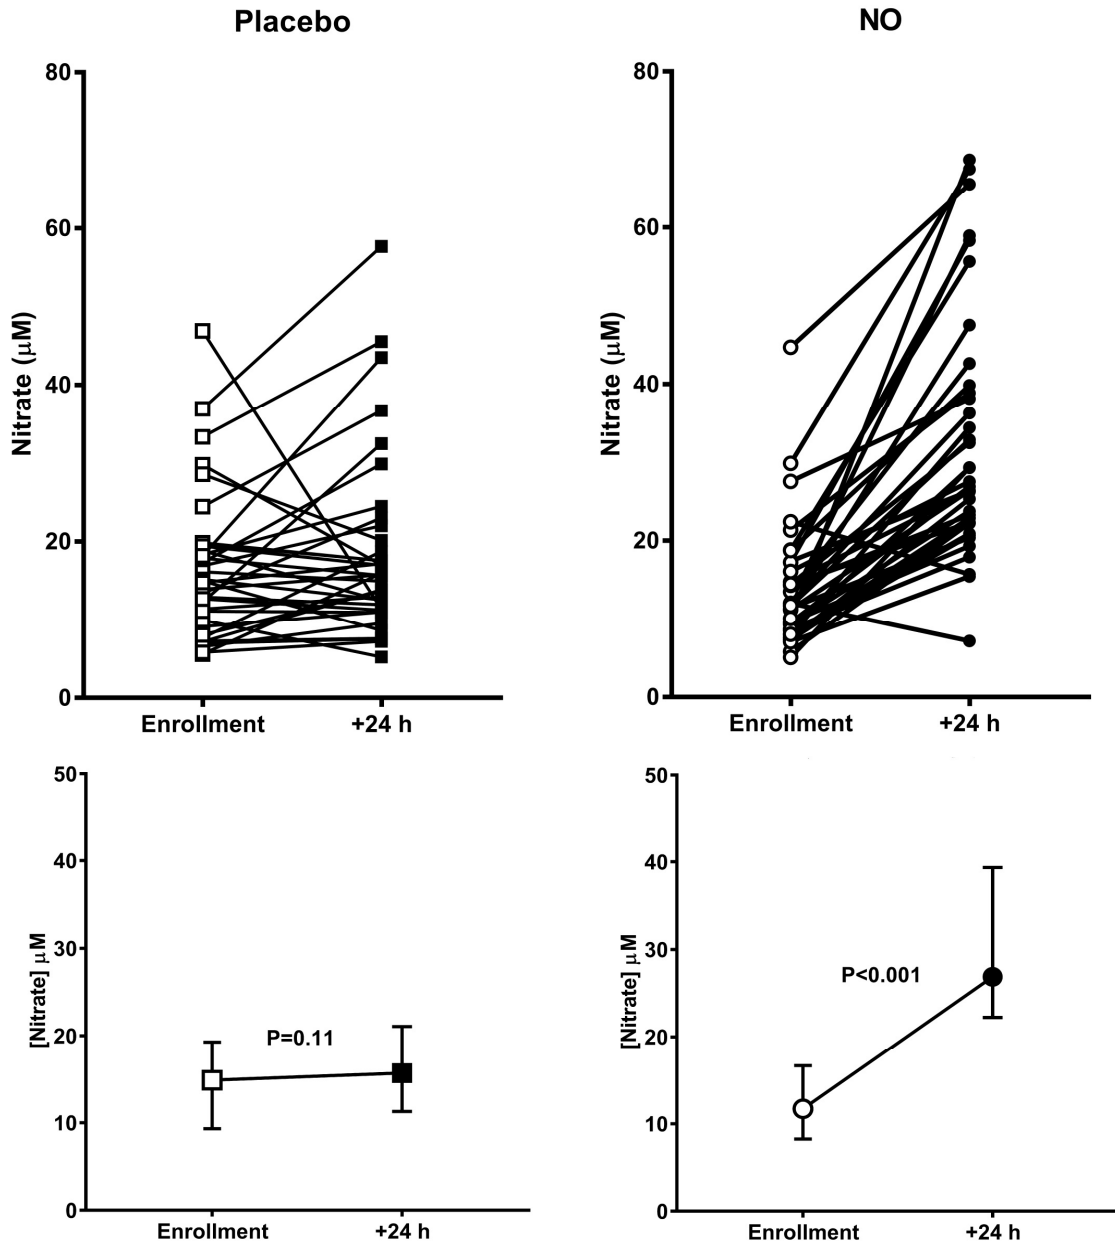 Placebo
80
60
40
20
0
Nitrate (μM)
Enrollment +24 h
NO
80
60
40
20
0
Nitrate (μM)
Enrollment +24 h
50
40
30
20
10
0
[Nitrate] μM
P=0.11
Enrollment +24 h
50
40
30
20
10
0
[Nitrate] μM
P<0.001
Enrollment +24 h